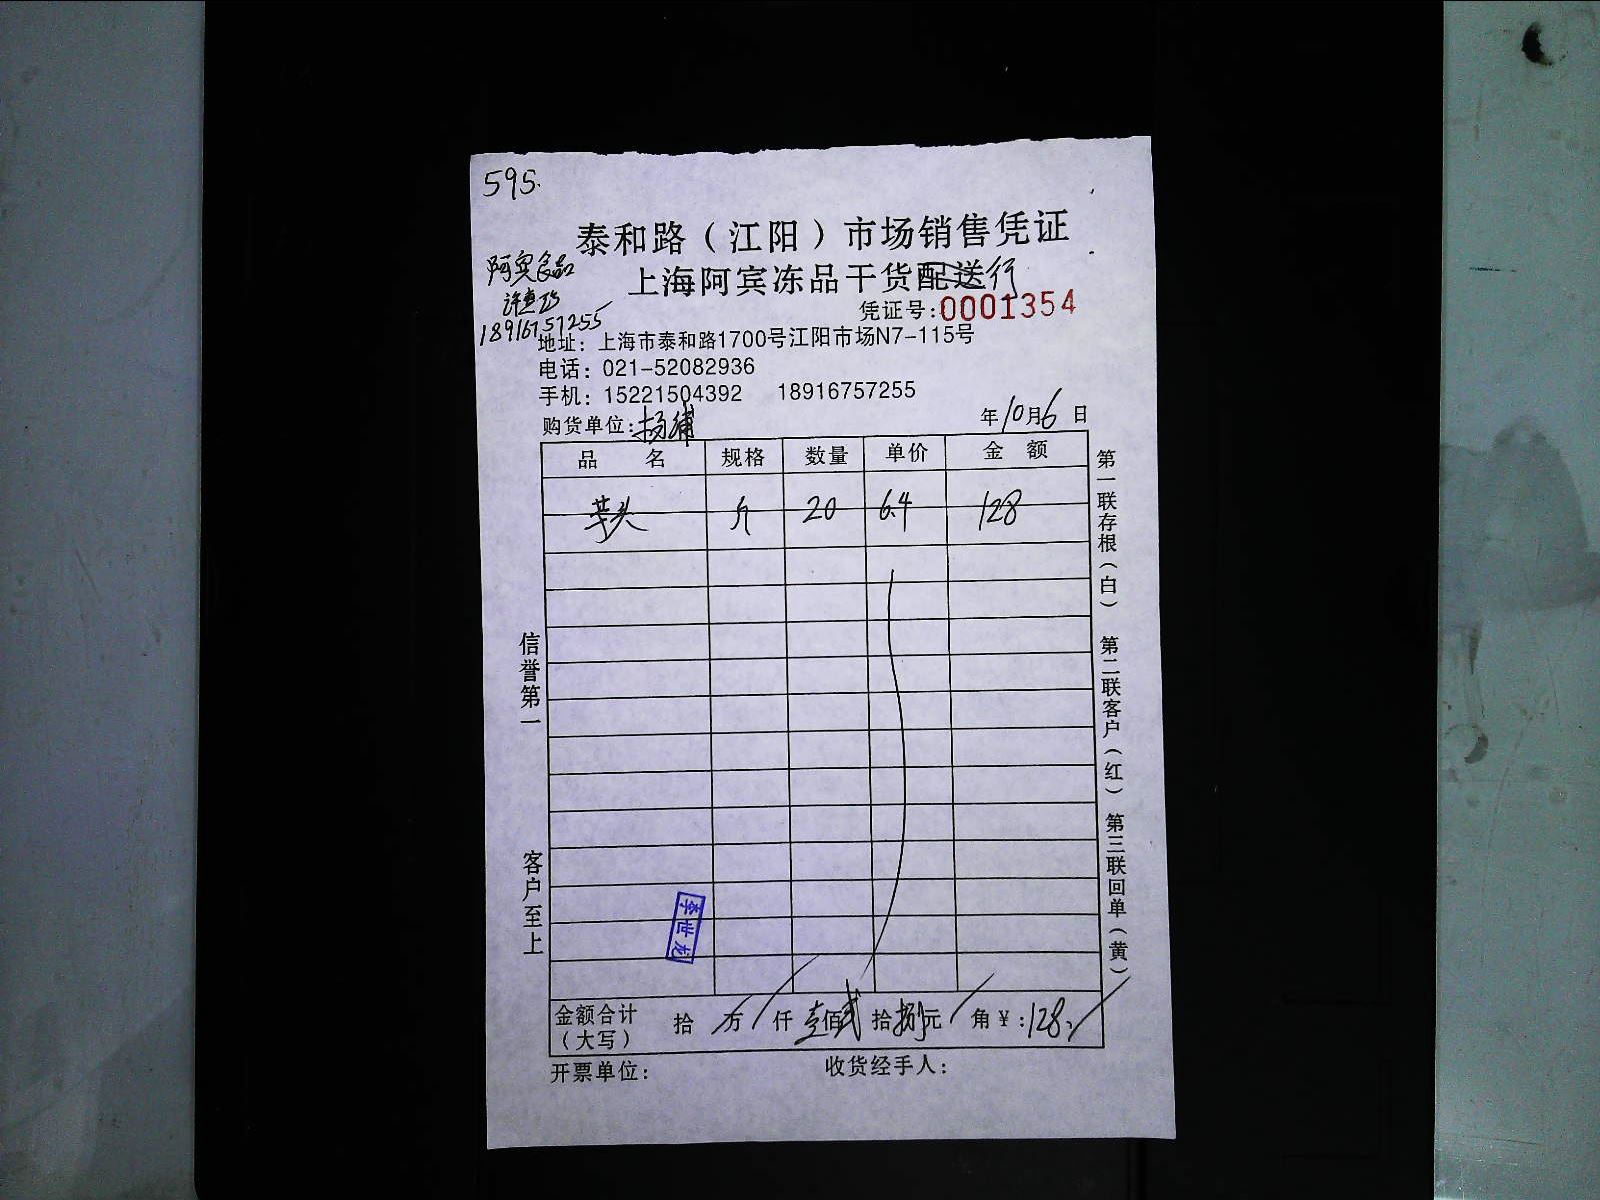 595.
泰和路（江阳）市场销售凭证
上海阿宾冻品干货配送行
阿宾食品
18916757255
凭证号:0001354
地址：上海市泰和路1700号江阳市场N7-115号
电话：021-52082936
手机：15221504392 18916757255
购货单位:杨浦 年10月6日
品 名 规格 数量 单价 金 额
芋头 斤 20 6.4 128
信誉第一
客户至上
李世龙
第一联存根（白） 第二联客户（红） 第三联回单（黄）
金额合计（大写） 拾 万 仟 壹佰贰拾捌元 角 ¥:128.
开票单位: 收货经手人: